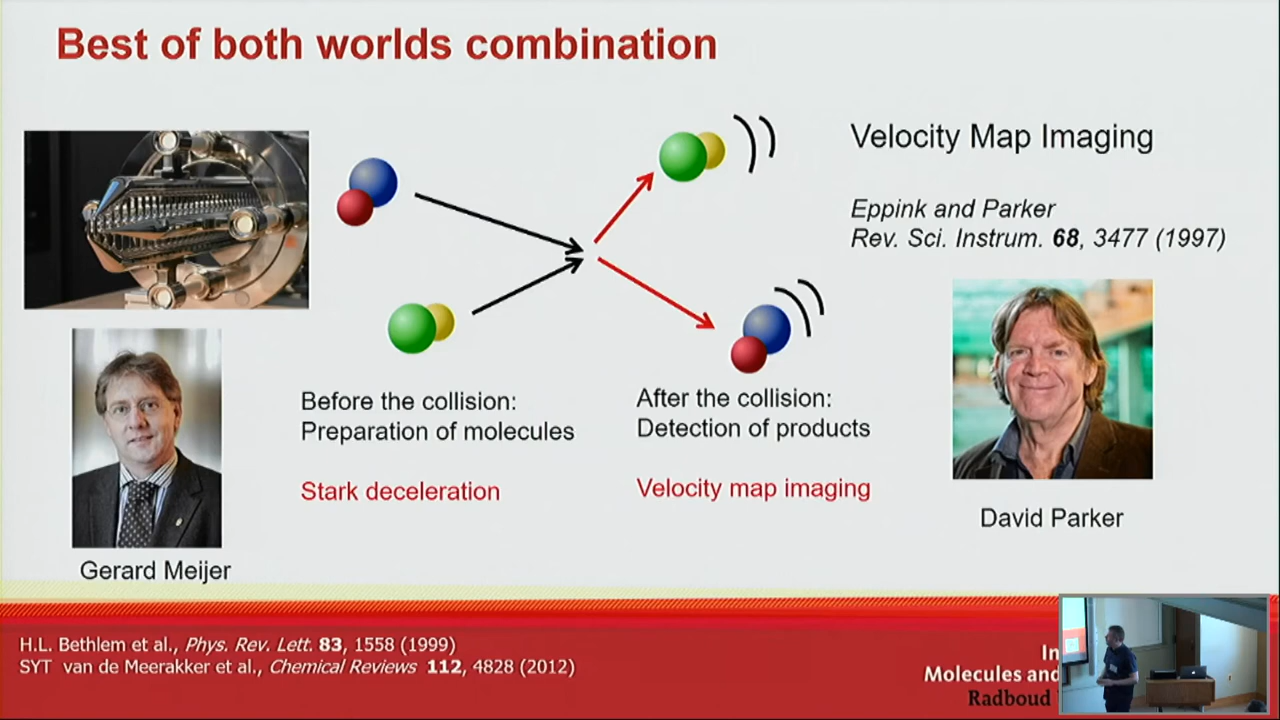 Best of both worlds combination
Velocity Map Imaging
Eppink and Parker
Rev. Sci. Instrum. 68, 3477 (1997)
Before the collision:
Preparation of molecules
Stark deceleration
After the collision:
Detection of products
Velocity map imaging
Gerard Meijer
David Parker
H.L. Bethlem et al., Phys. Rev. Lett. 83, 1558 (1999)
SYT van de Meerakker et al., Chemical Reviews 112, 4828 (2012)
Molecules and
Radboud